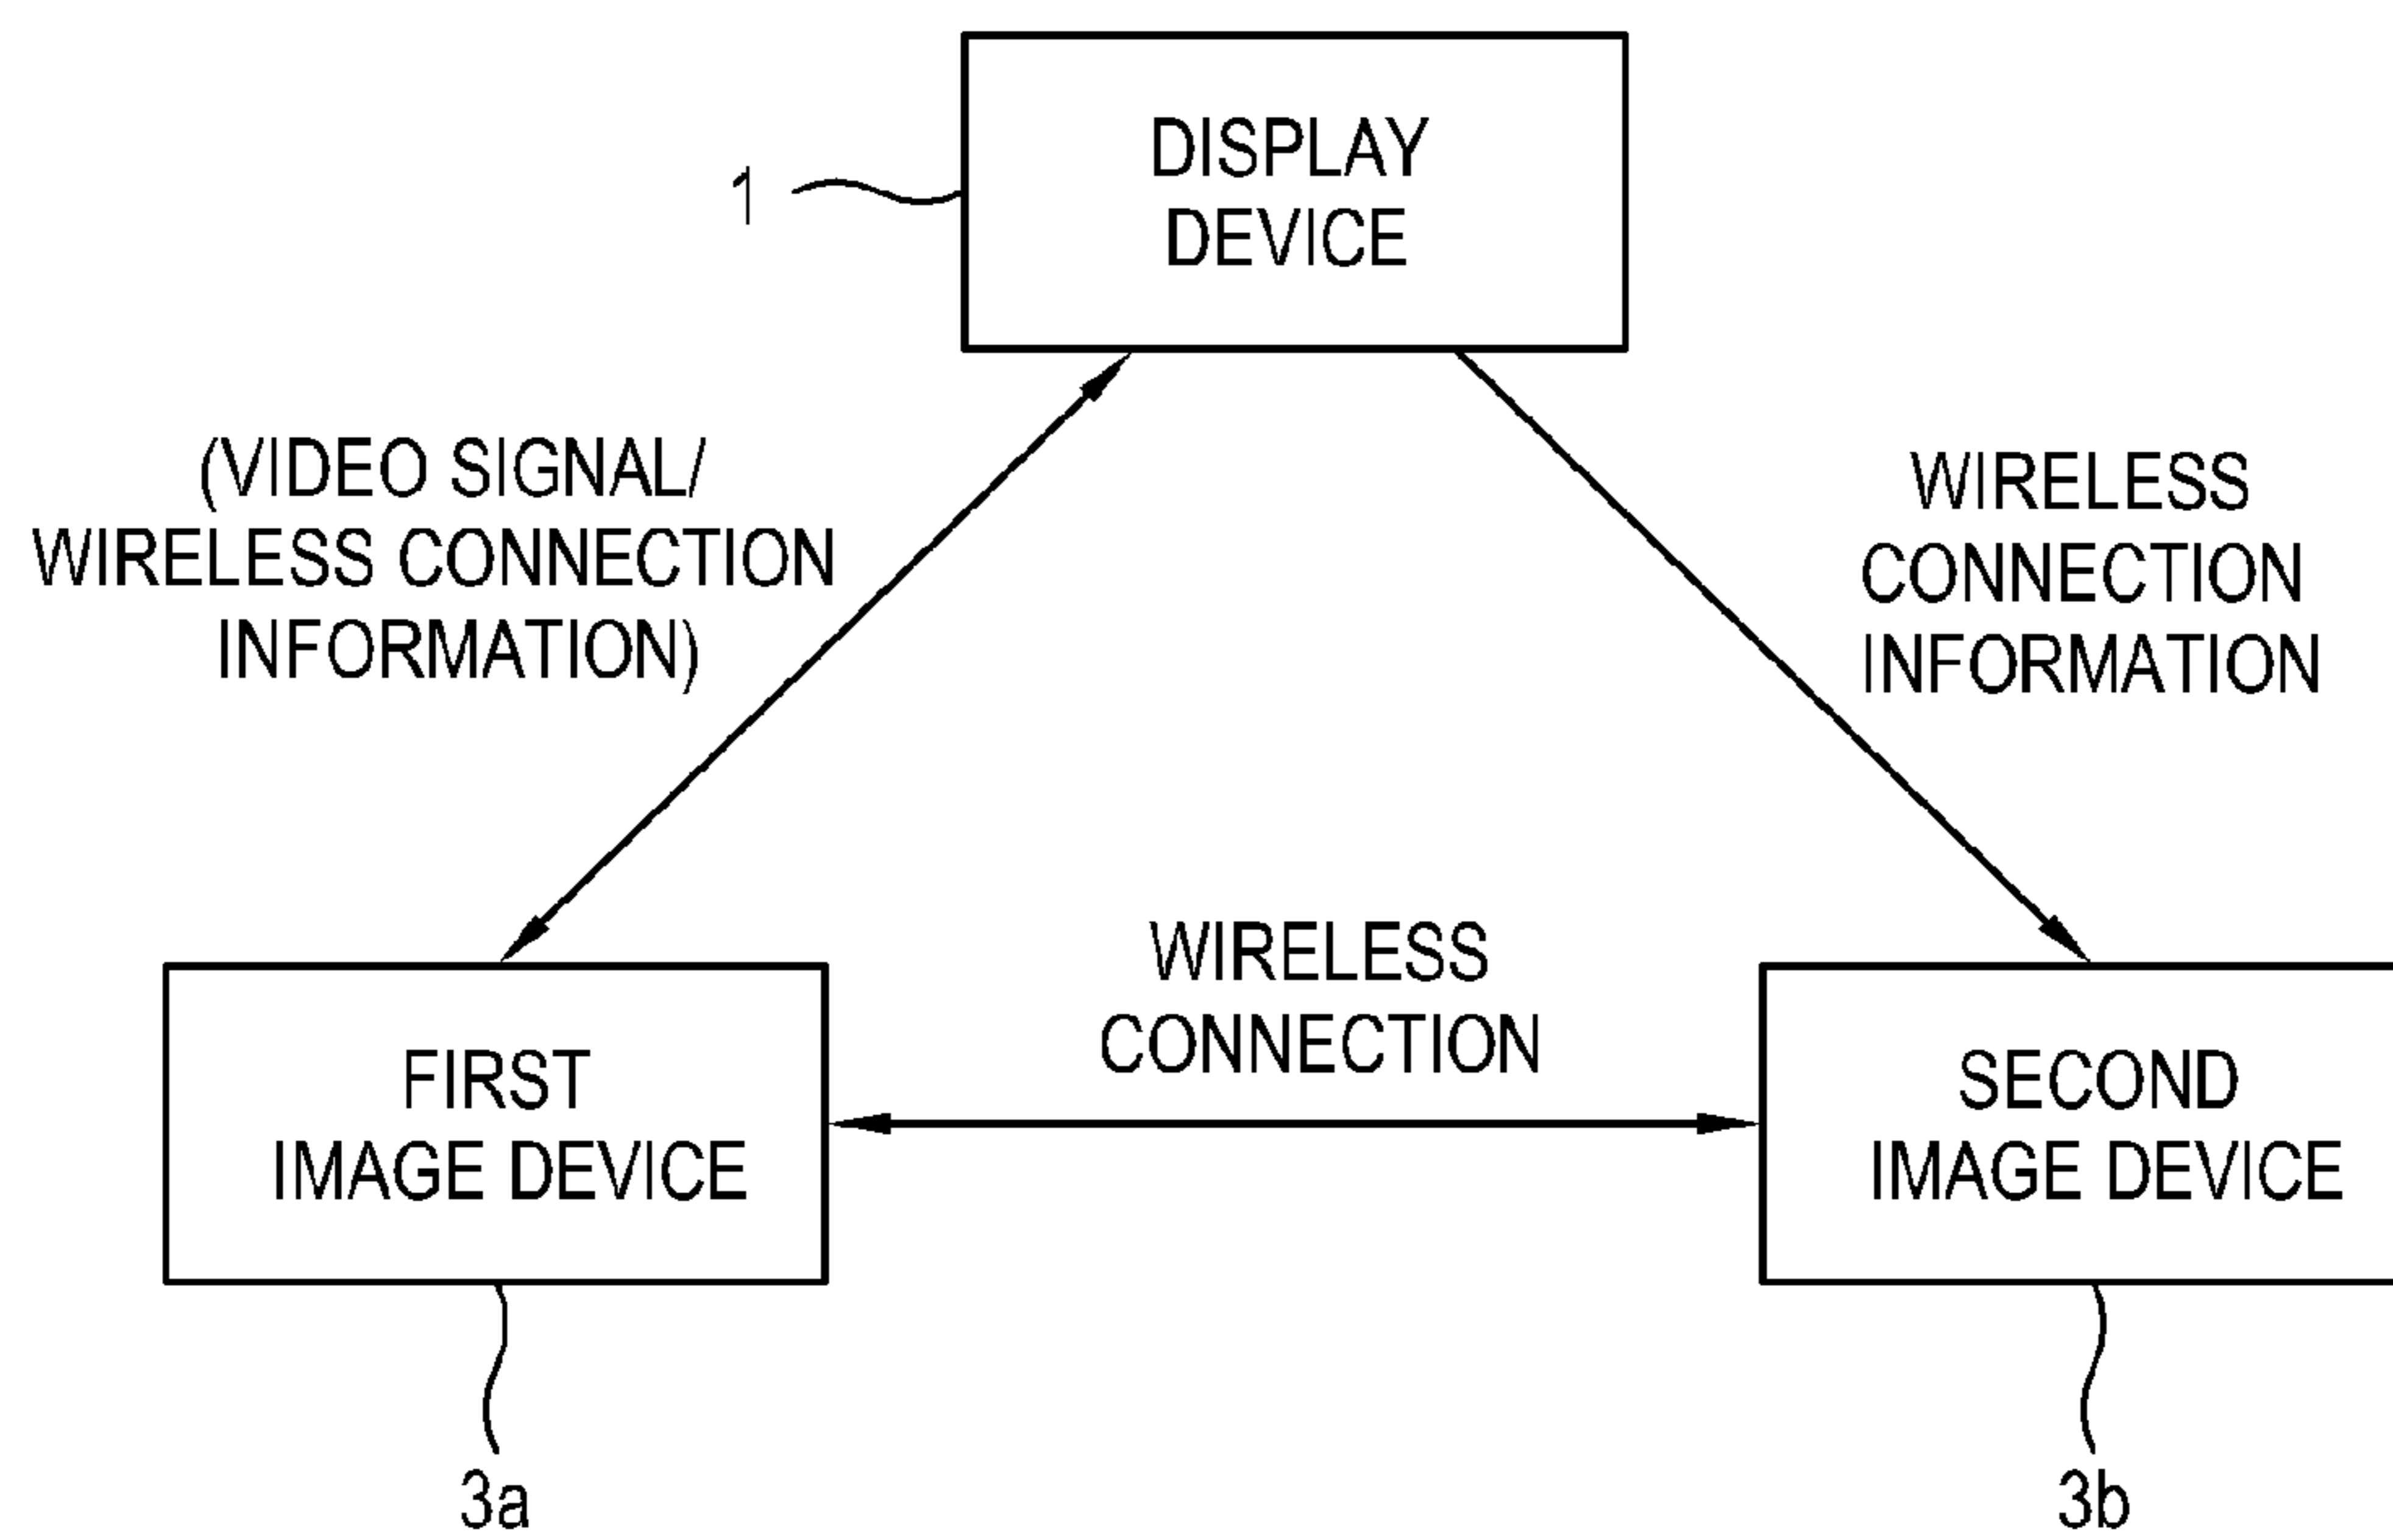 DISPLAY
DEVICE
1
(VIDEO SIGNAL/
WIRELESS CONNECTION
INFORMATION)
WIRELESS
CONNECTION
INFORMATION
WIRELESS
CONNECTION
FIRST
IMAGE DEVICE
SECOND
IMAGE DEVICE
3a
3b